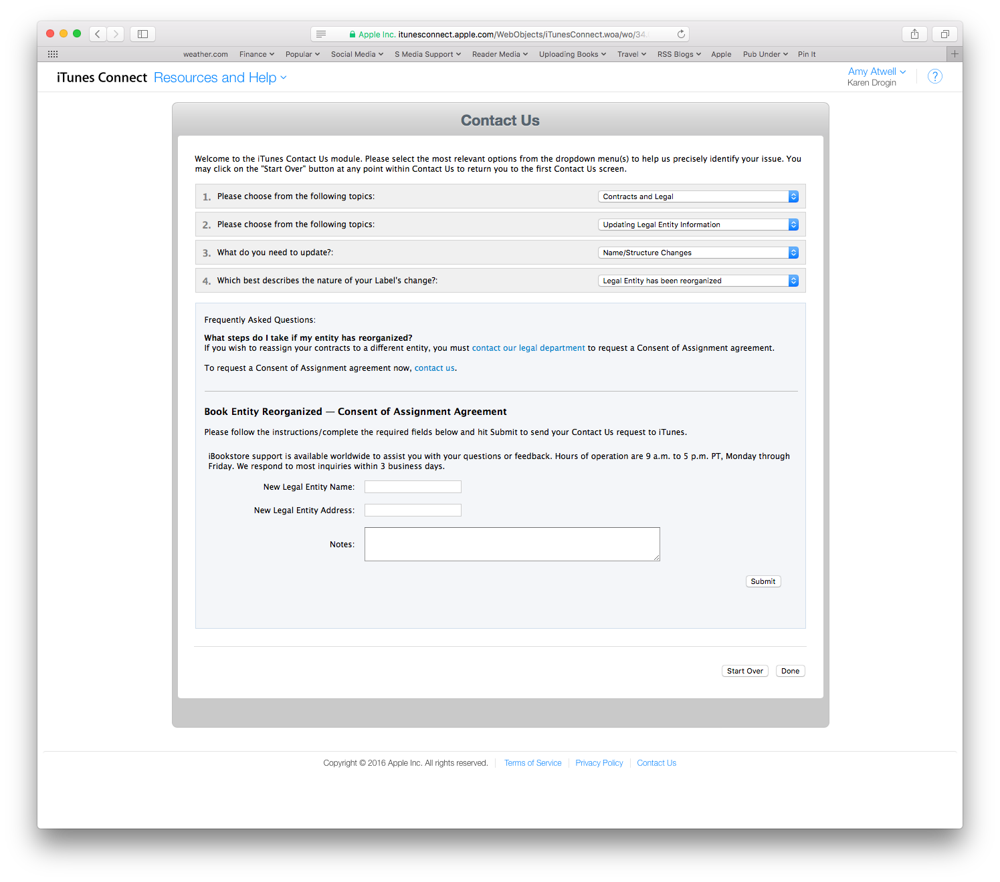 Apple Inc. itunesconnect.apple.com/WebObjects/iTunesConnect.woa/wo/34.
weather.com Finance Popular Social Media S Media Support Reader Media Uploading Books Travel RSS Blogs Apple Pub Under Pin It
iTunes Connect Resources and Help
Amy Atwell
Karen Drogin
?
Contact Us
Welcome to the iTunes Contact Us module. Please select the most relevant options from the dropdown menu(s) to help us precisely identify your issue. You
may click on the "Start Over" button at any point within Contact Us to return you to the first Contact Us screen.
1. Please choose from the following topics: Contracts and Legal
2. Please choose from the following topics: Updating Legal Entity Information
3. What do you need to update?: Name/Structure Changes
4. Which best describes the nature of your Label's change?: Legal Entity has been reorganized
Frequently Asked Questions:
What steps do I take if my entity has reorganized?
If you wish to reassign your contracts to a different entity, you must contact our legal department to request a Consent of Assignment agreement.
To request a Consent of Assignment agreement now, contact us.
Book Entity Reorganized — Consent of Assignment Agreement
Please follow the instructions/complete the required fields below and hit Submit to send your Contact Us request to iTunes.
iBookstore support is available worldwide to assist you with your questions or feedback. Hours of operation are 9 a.m. to 5 p.m. PT, Monday through
Friday. We respond to most inquiries within 3 business days.
New Legal Entity Name:
New Legal Entity Address:
Notes:
Submit
Start Over Done
Copyright © 2016 Apple Inc. All rights reserved. Terms of Service Privacy Policy Contact Us